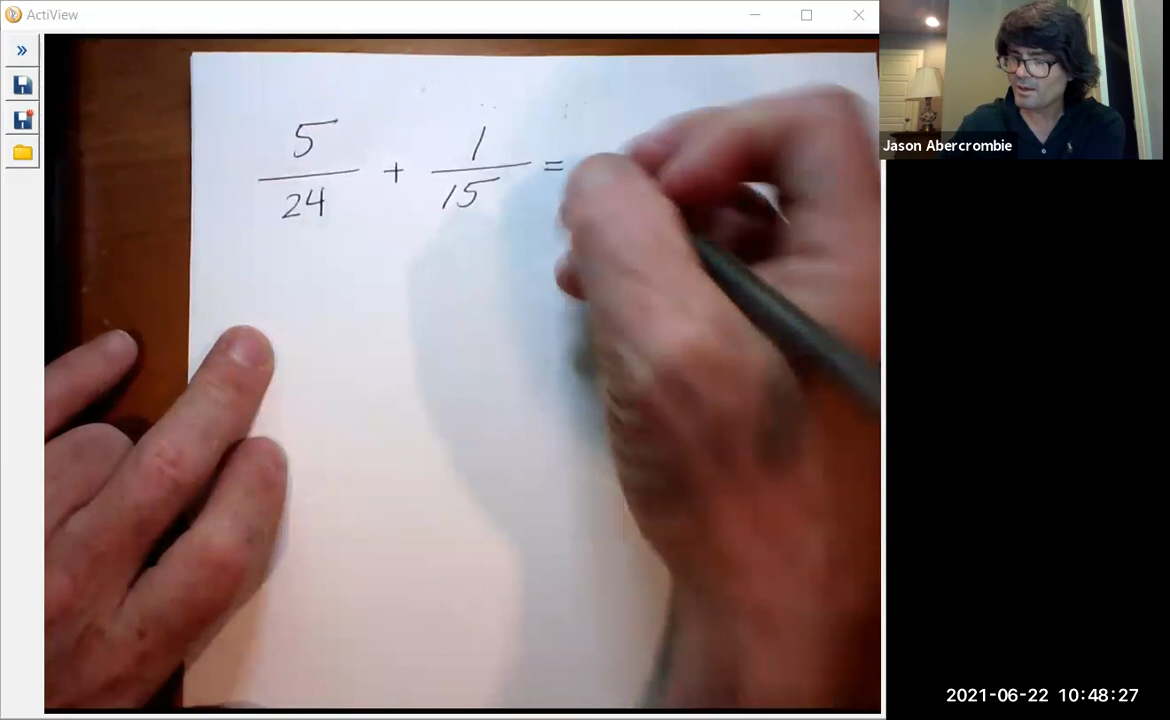 ActiView
»
5/24 + 1/15 =
Jason Abercrombie
2021-06-22 10:48:27